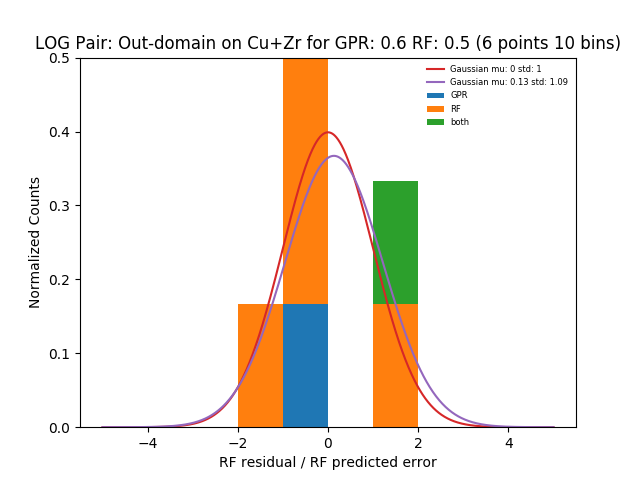 LOG Pair: Out-domain on Cu+Zr for GPR: 0.6 RF: 0.5 (6 points 10 bins)
Gaussian mu: 0 std: 1
Gaussian mu: 0.13 std: 1.09
GPR
RF
both
0.5
0.4
0.3
0.2
0.1
0.0
Normalized Counts
−4 −2 0 2 4
RF residual / RF predicted error